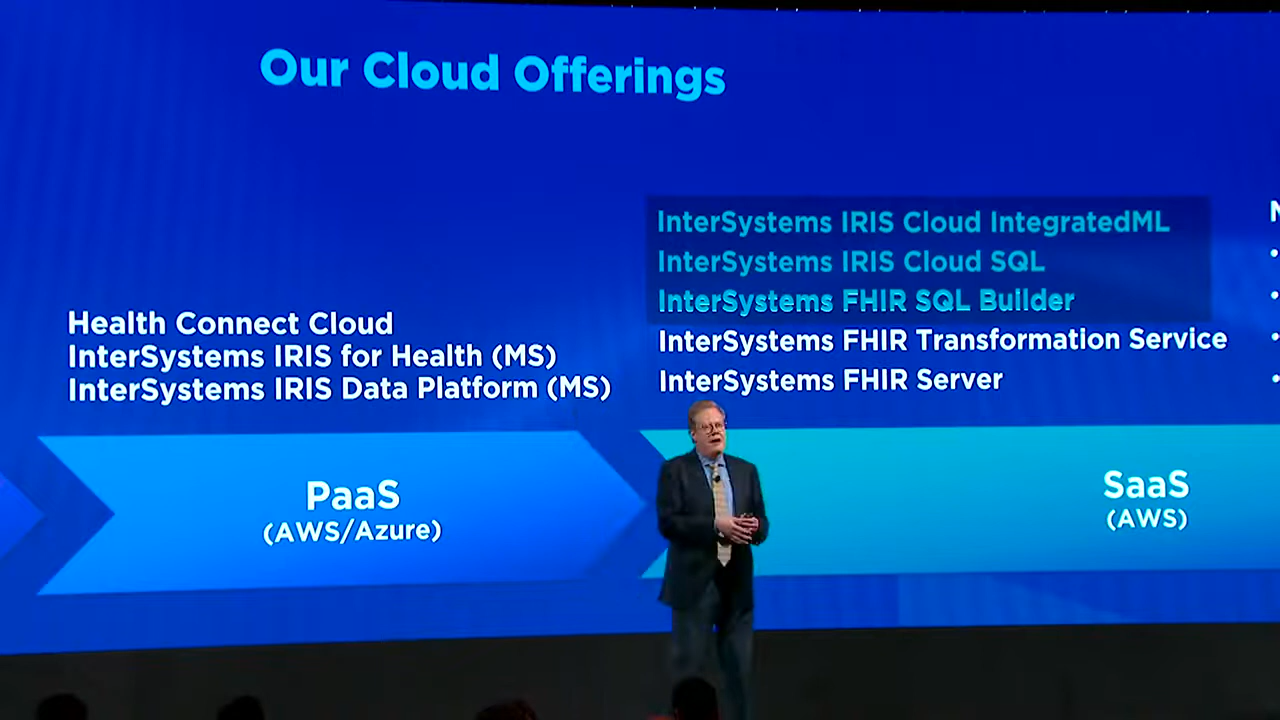 Our Cloud Offerings
Health Connect Cloud
InterSystems IRIS for Health (MS)
InterSystems IRIS Data Platform (MS)
PaaS
(AWS/Azure)
InterSystems IRIS Cloud IntegratedML
InterSystems IRIS Cloud SQL
InterSystems FHIR SQL Builder
InterSystems FHIR Transformation Service
InterSystems FHIR Server
SaaS
(AWS)